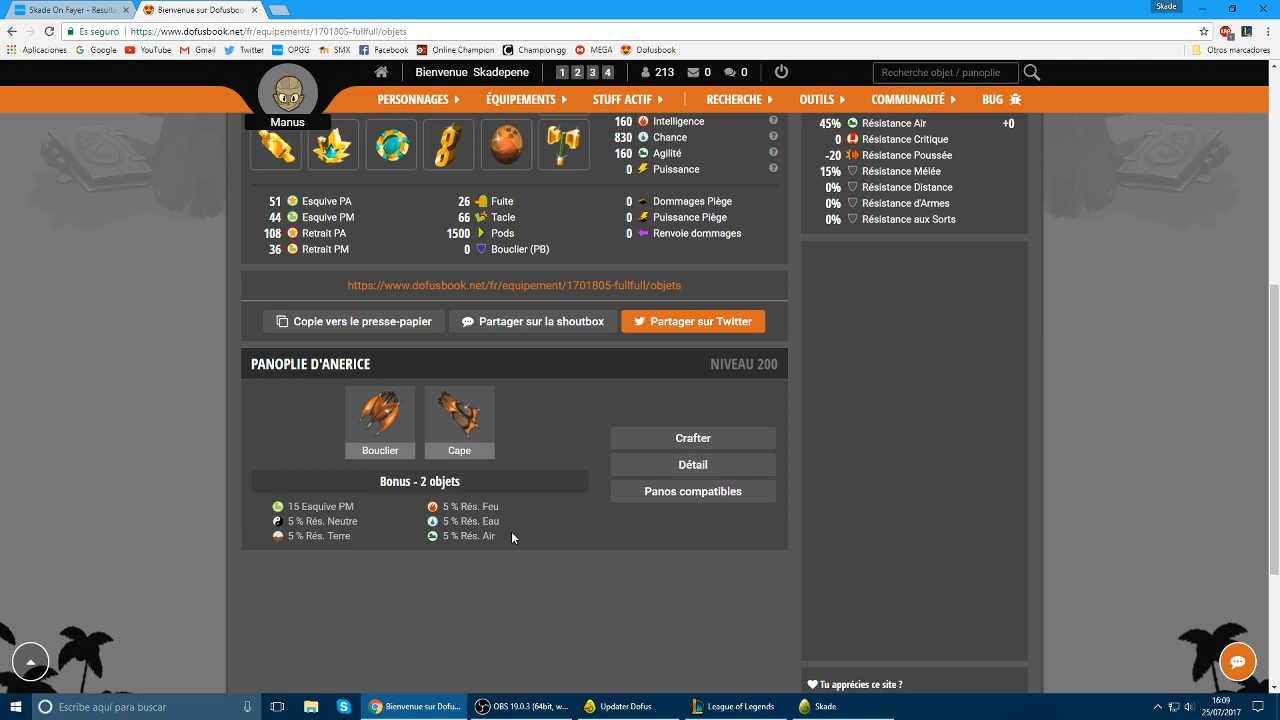 Skade On Fayer - Resulta
Bienvenue sur Dofusbook
Skade
Es seguro
https://www.dofusbook.net/fr/equipements/1701805-fullfull/objets
Aplicaciones
Google
YouTube
Gmail
Twitter
OPGG
SMX
Facebook
Online Champion
Champion.gg
MEGA
Dofusbook
Otros marcadores
Bienvenue Skadepene
1 2 3 4
213
0
0
Recherche objet / panoplie
Manus
PERSONNAGES
ÉQUIPEMENTS
STUFF ACTIF
RECHERCHE
OUTILS
COMMUNAUTÉ
BUG
160 Intelligence
830 Chance
160 Agilité
0 Puissance
45% Résistance Air +0
0 Résistance Critique
-20 Résistance Poussée
15% Résistance Mêlée
0% Résistance Distance
0% Résistance d'Armes
0% Résistance aux Sorts
51 Esquive PA
44 Esquive PM
108 Retrait PA
36 Retrait PM
26 Fuite
66 Tacle
1500 Pods
0 Bouclier (PB)
0 Dommages Piège
0 Puissance Piège
0 Renvoie dommages
https://www.dofusbook.net/fr/equipement/1701805-fullfull/objets
Copie vers le presse-papier
Partager sur la shoutbox
Partager sur Twitter
PANOPLIE D'ANERICE
NIVEAU 200
Bouclier
Cape
Crafter
Détail
Panos compatibles
Bonus - 2 objets
15 Esquive PM
5 % Rés. Neutre
5 % Rés. Terre
5 % Rés. Feu
5 % Rés. Eau
5 % Rés. Air
Tu apprécies ce site ?
Escribe aquí para buscar
Bienvenue sur Dofu...
OBS 19.0.3 (64bit, w...
Updater Dofus
League of Legends
Skade
16:09
25/07/2017